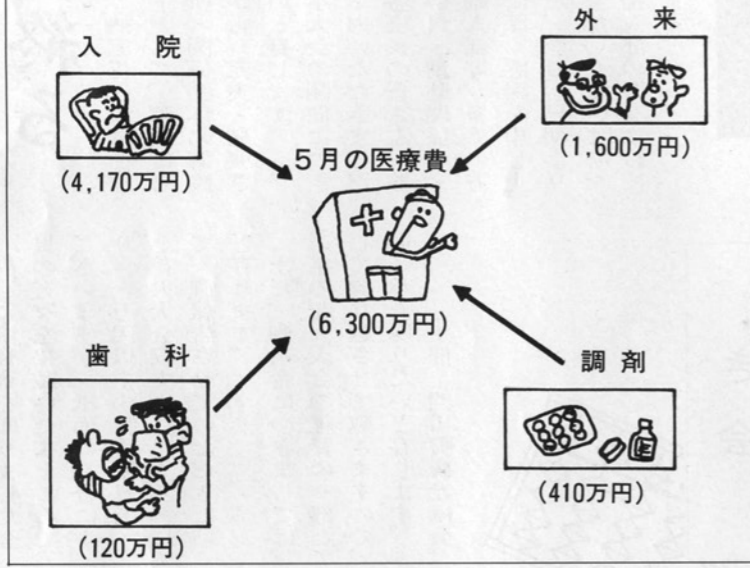 入院
(4,170万円)
外来
(1,600万円)
5月の医療費
(6,300万円)
歯科
(120万円)
調剤
(410万円)